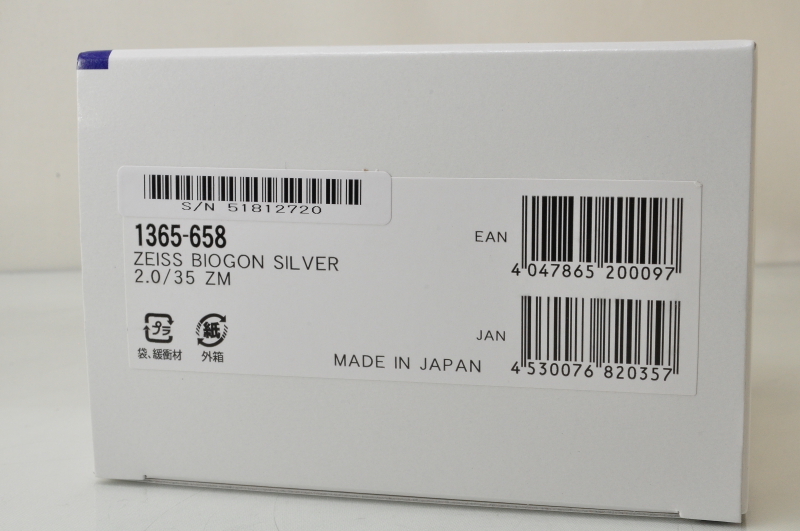 S/N 51812720
1365-658
ZEISS BIOGON SILVER
2.0/35 ZM
プラ
袋、緩衝材
紙
外箱
MADE IN JAPAN
EAN
4 047865 200097
JAN
4 530076 820357